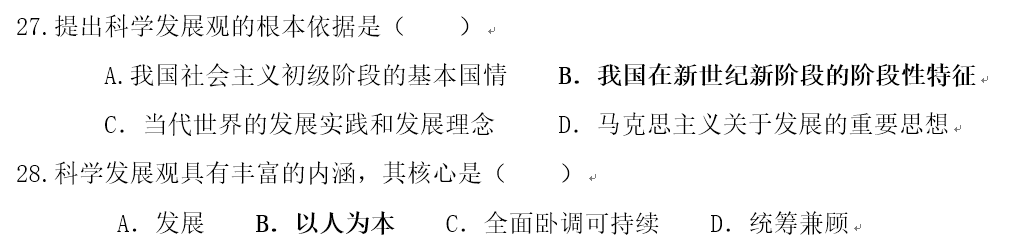 27.提出科学发展观的根本依据是（　　）
A.我国社会主义初级阶段的基本国情　　B．我国在新世纪新阶段的阶段性特征
C．当代世界的发展实践和发展理念　　D．马克思主义关于发展的重要思想
28.科学发展观具有丰富的内涵，其核心是（　　）
A．发展　　B．以人为本　　C．全面卧调可持续　　D．统筹兼顾